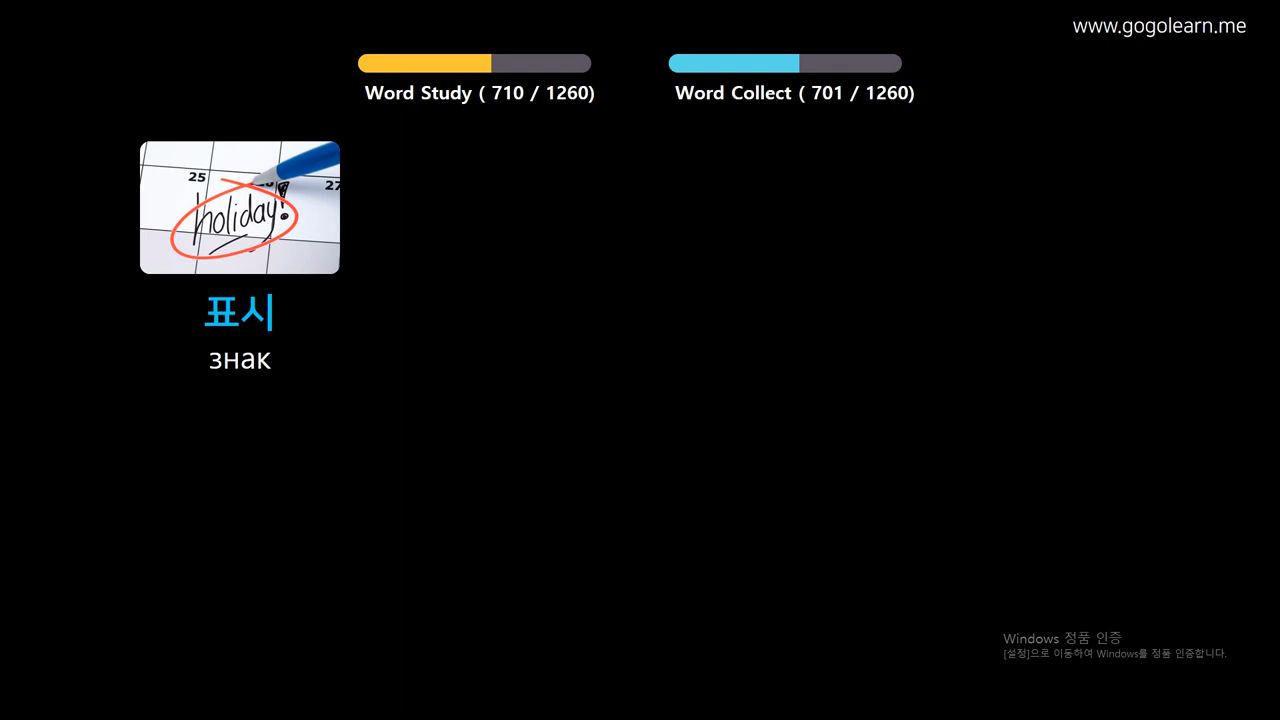 www.gogolearn.me
Word Study ( 710 / 1260)
Word Collect ( 701 / 1260)
25
27
holiday!
표시
знак
Windows 정품 인증
[설정]으로 이동하여 Windows를 정품 인증합니다.